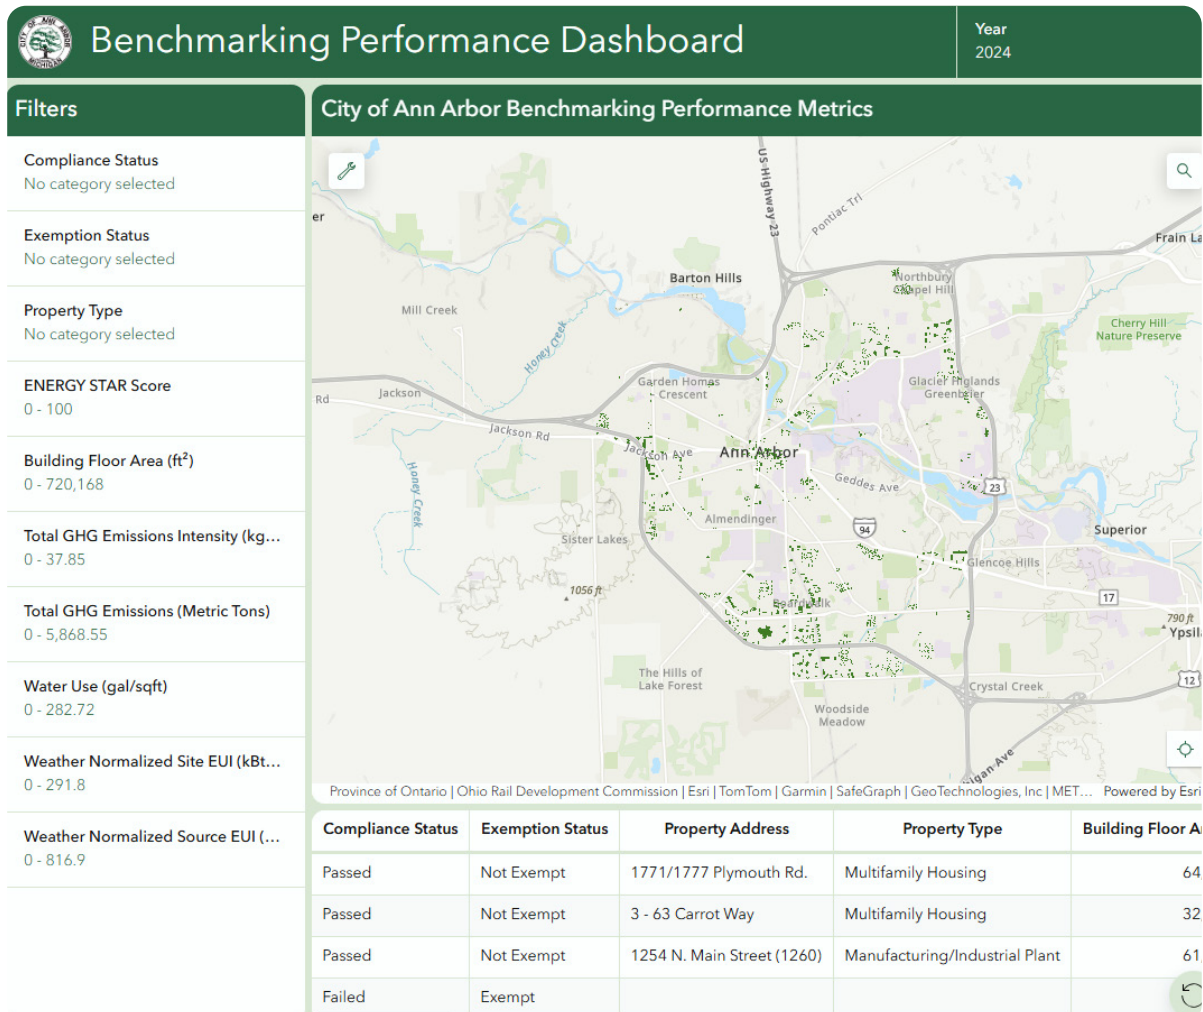 CITY OF ANN ARBOR
MICHIGAN
Benchmarking Performance Dashboard
Year
2024
Filters
City of Ann Arbor Benchmarking Performance Metrics
Compliance Status
No category selected
Exemption Status
No category selected
Property Type
No category selected
ENERGY STAR Score
0 - 100
Building Floor Area (ft²)
0 - 720,168
Total GHG Emissions Intensity (kg...
0 - 37.85
Total GHG Emissions (Metric Tons)
0 - 5,868.55
Water Use (gal/sqft)
0 - 282.72
Weather Normalized Site EUI (kBt...
0 - 291.8
Weather Normalized Source EUI (...
0 - 816.9
US Highway 23
Pontiac Trl
er
Frain La
Barton Hills
Northbury
Chapel Hill
Mill Creek
Cherry Hill
Nature Preserve
Honey Creek
Garden Homes
Crescent
Glacier Highlands
Greenbrier
Rd
Jackson
Jackson Rd
Jackson Ave
Ann Arbor
Honey Creek
Geddes Ave
23
Almendinger
94
Superior
Sister Lakes
Glencoe Hills
1056 ft
17
Boardwalk
790 ft
Ypsil
The Hills of
Lake Forest
Crystal Creek
12
Woodside
Meadow
igan Ave
Province of Ontario | Ohio Rail Development Commission | Esri | TomTom | Garmin | SafeGraph | GeoTechnologies, Inc | MET... Powered by Esri
Compliance Status Exemption Status Property Address Property Type Building Floor A
Passed Not Exempt 1771/1777 Plymouth Rd. Multifamily Housing 64,
Passed Not Exempt 3 - 63 Carrot Way Multifamily Housing 32,
Passed Not Exempt 1254 N. Main Street (1260) Manufacturing/Industrial Plant 61,
Failed Exempt